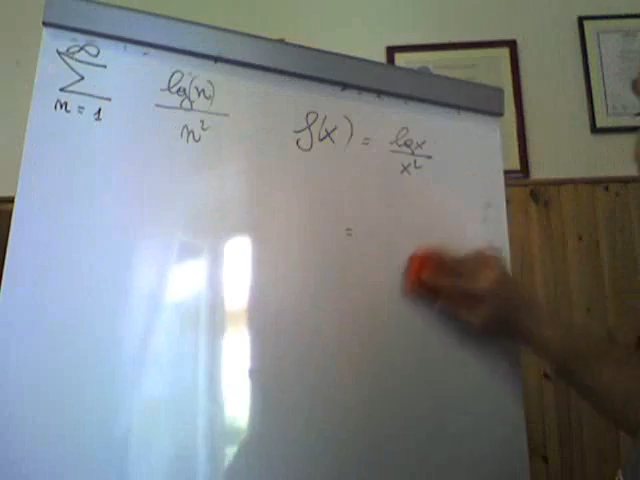 ∞
∑ log(n) / n²
n = 1
f(x) = log x / x²
=